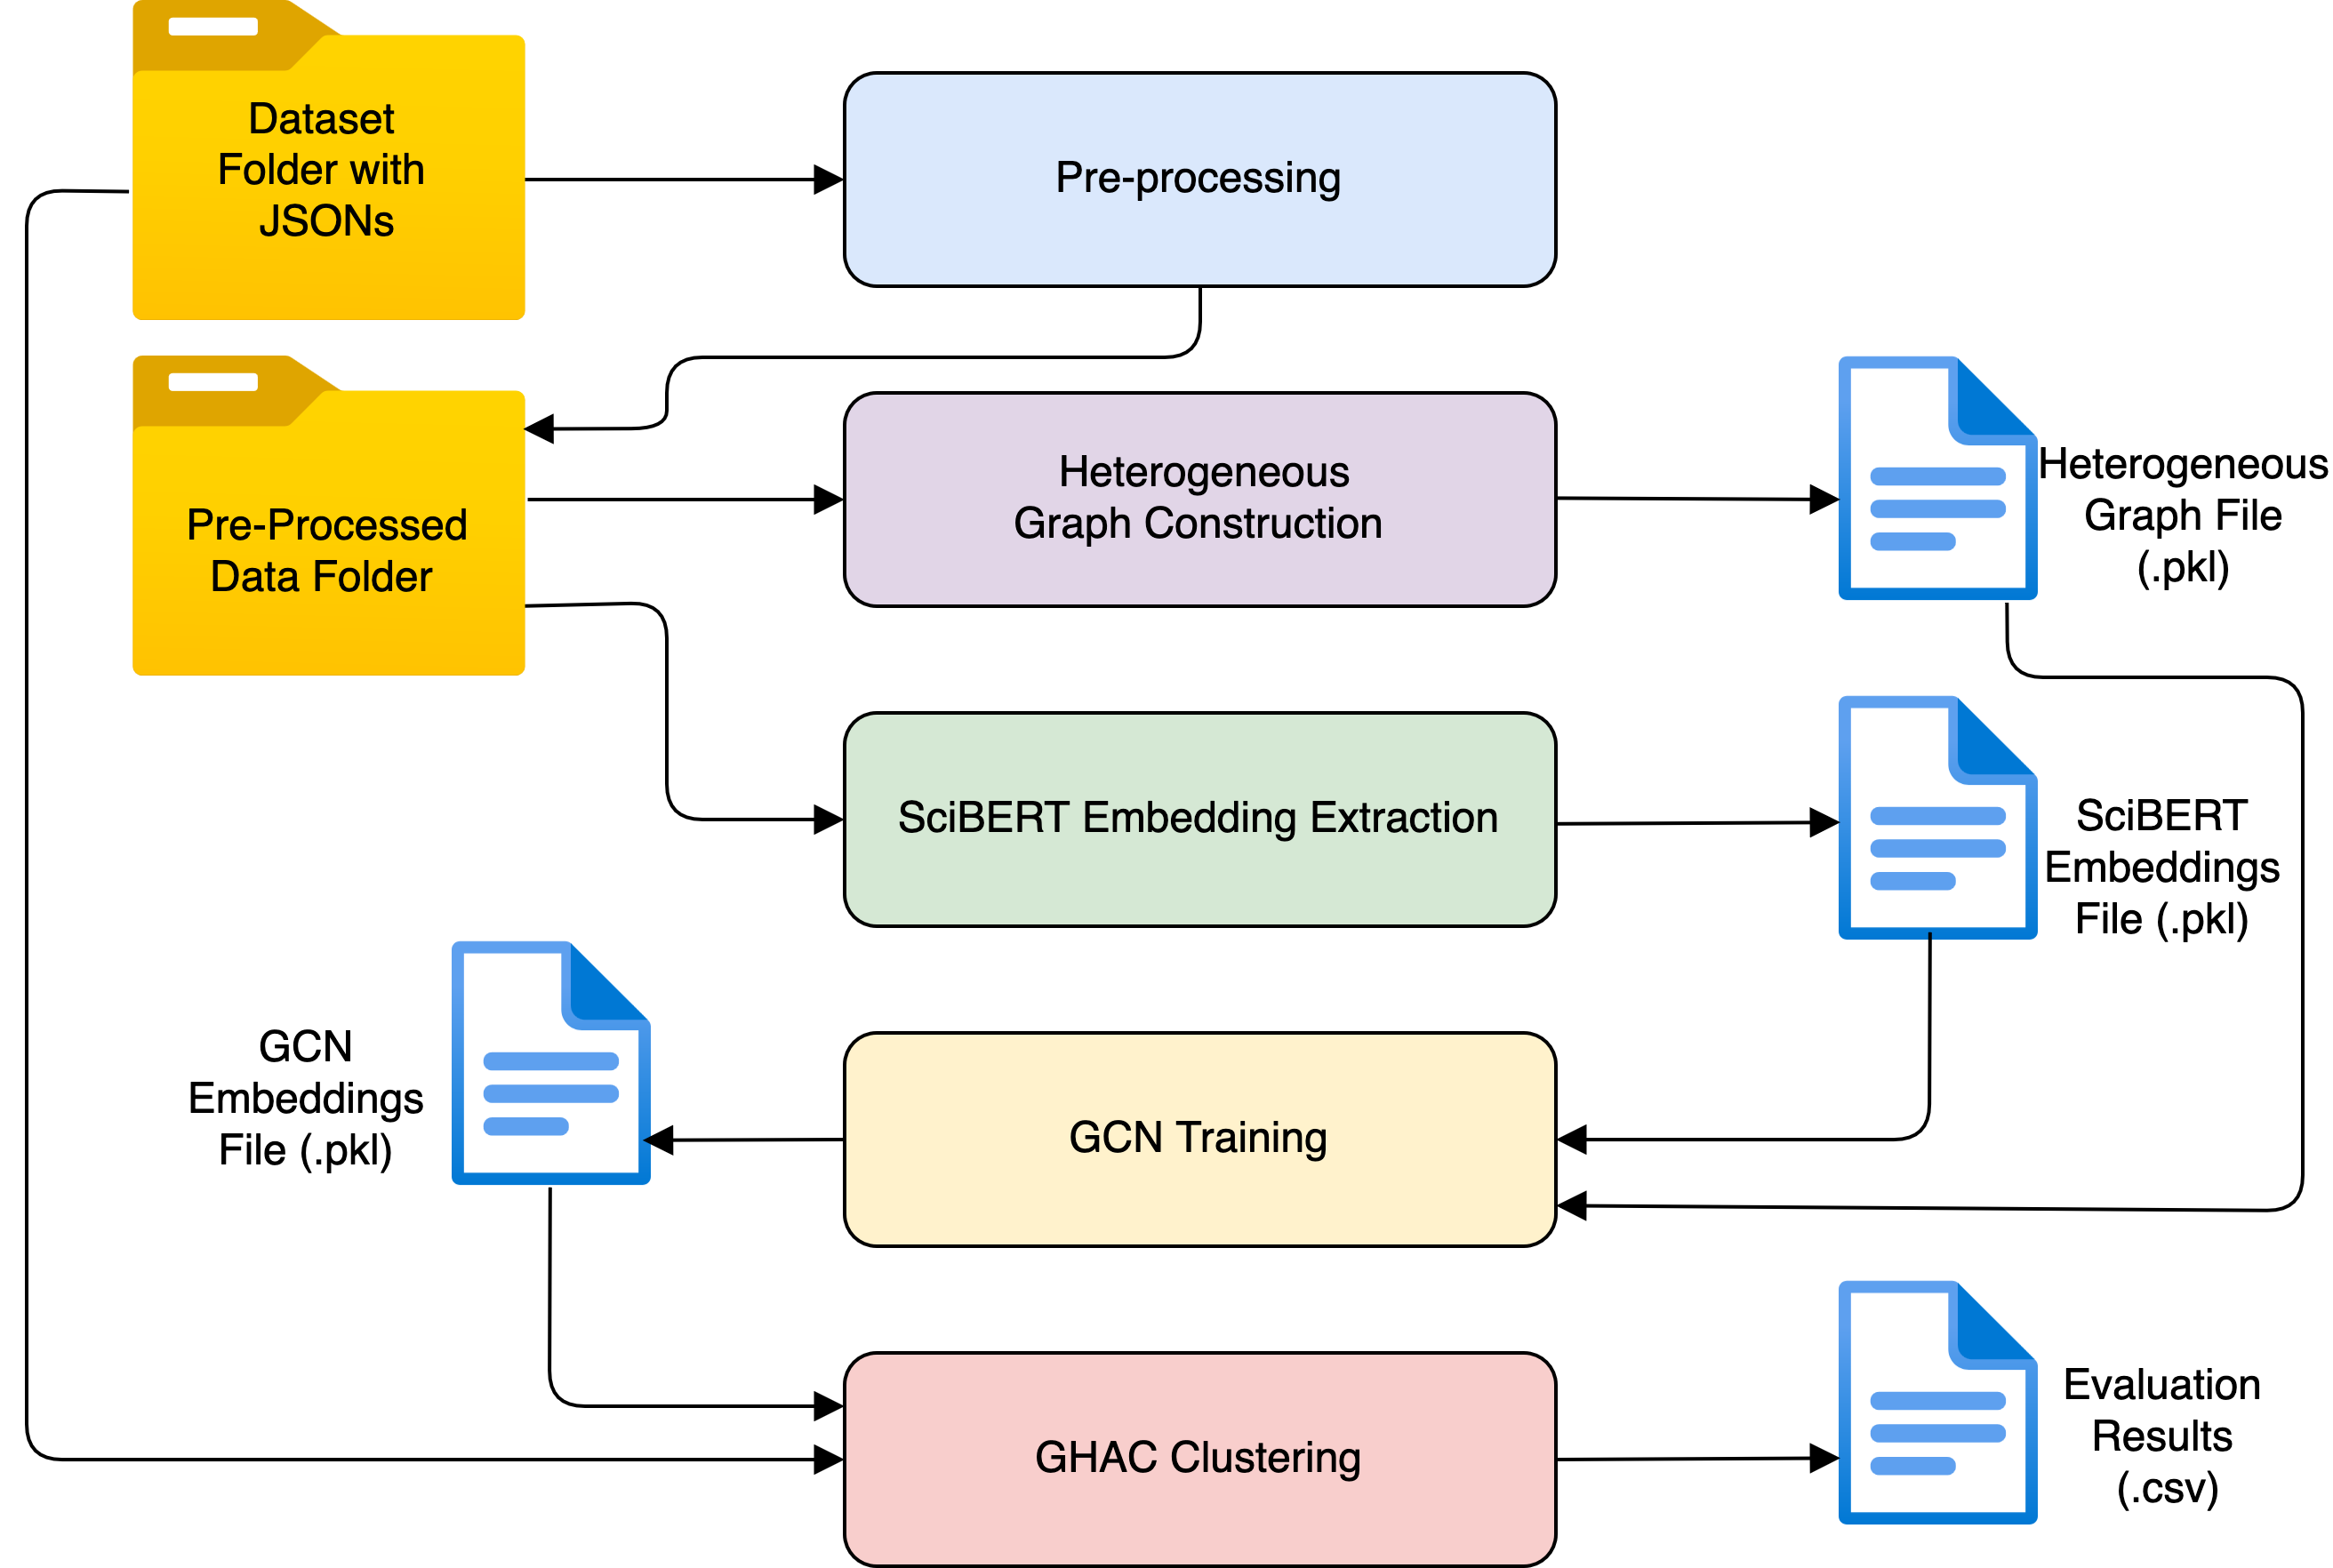 Dataset
Folder with
JSONs
Pre-processing
Pre-Processed
Data Folder
Heterogeneous
Graph Construction
Heterogeneous
Graph File
(.pkl)
SciBERT Embedding Extraction
SciBERT
Embeddings
File (.pkl)
GCN
Embeddings
File (.pkl)
GCN Training
GHAC Clustering
Evaluation
Results
(.csv)